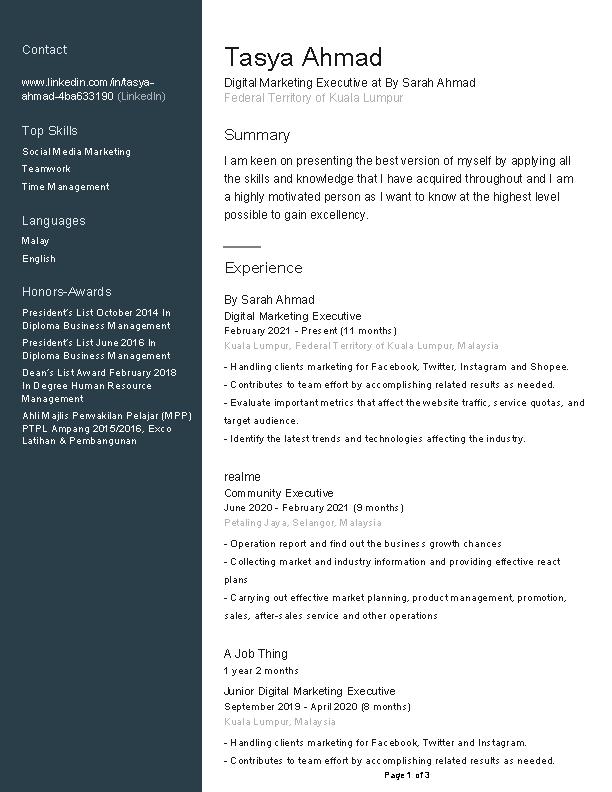 Contact
www.linkedin.com/in/tasya-
ahmad-4ba633190 (LinkedIn)
Top Skills
Social Media Marketing
Teamwork
Time Management
Languages
Malay
English
Honors-Awards
President's List October 2014 In
Diploma Business Management
President's List June 2016 In
Diploma Business Management
Dean's List Award February 2018
In Degree Human Resource
Management
Ahli Majlis Perwakilan Pelajar (MPP)
PTPL Ampang 2015/2016, Exco
Latihan & Pembangunan
Tasya Ahmad
Digital Marketing Executive at By Sarah Ahmad
Federal Territory of Kuala Lumpur
Summary
I am keen on presenting the best version of myself by applying all
the skills and knowledge that I have acquired throughout and I am
a highly motivated person as I want to know at the highest level
possible to gain excellency.
Experience
By Sarah Ahmad
Digital Marketing Executive
February 2021 - Present (11 months)
Kuala Lumpur, Federal Territory of Kuala Lumpur, Malaysia
- Handling clients marketing for Facebook, Twitter, Instagram and Shopee.
- Contributes to team effort by accomplishing related results as needed.
- Evaluate important metrics that affect the website traffic, service quotas, and
target audience.
- Identify the latest trends and technologies affecting the industry.
realme
Community Executive
June 2020 - February 2021 (9 months)
Petaling Jaya, Selangor, Malaysia
- Operation report and find out the business growth chances
- Collecting market and industry information and providing effective react
plans
- Carrying out effective market planning, product management, promotion,
sales, after-sales service and other operations
A Job Thing
1 year 2 months
Junior Digital Marketing Executive
September 2019 - April 2020 (8 months)
Kuala Lumpur, Malaysia
- Handling clients marketing for Facebook, Twitter and Instagram.
- Contributes to team effort by accomplishing related results as needed.
Page 1 of 3